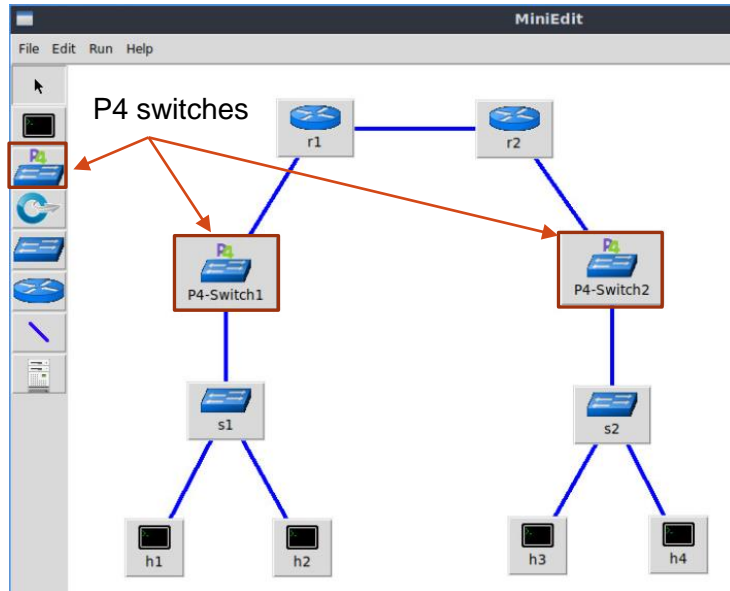 MiniEdit
File Edit Run Help
P4 switches
r1
r2
P4
P4
P4
P4-Switch1
P4-Switch2
s1
s2
h1
h2
h3
h4